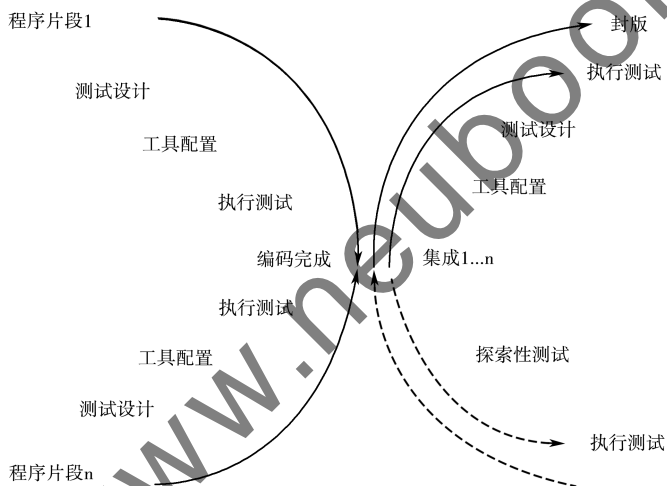 程序片段1
测试设计
工具配置
执行测试
编码完成
执行测试
工具配置
测试设计
程序片段n
封版
执行测试
测试设计
工具配置
集成1...n
探索性测试
执行测试
www.neubook